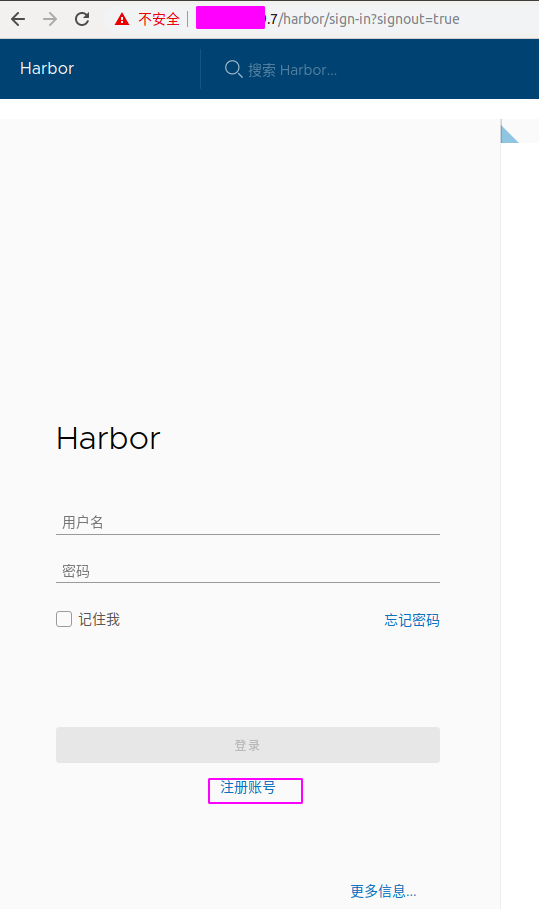 不安全 .7/harbor/sign-in?signout=true
Harbor 搜索 Harbor...
Harbor
用户名
密码
记住我 忘记密码
登录
注册账号
更多信息...